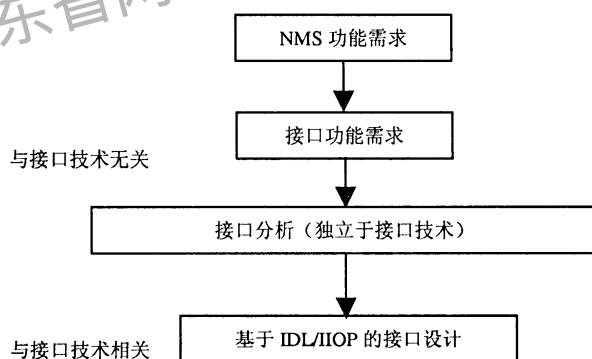 东省
NMS 功能需求
接口功能需求
与接口技术无关
接口分析（独立于接口技术）
基于 IDL/IIOP 的接口设计
与接口技术相关